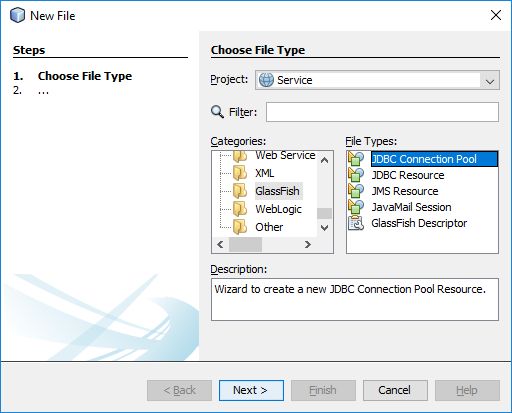 New File
Steps
1. Choose File Type
2. ...
Choose File Type
Project: Service
Filter:
Categories:
Web Service
XML
GlassFish
WebLogic
Other
File Types:
JDBC Connection Pool
JDBC Resource
JMS Resource
JavaMail Session
GlassFish Descriptor
Description:
Wizard to create a new JDBC Connection Pool Resource.
< Back Next > Finish Cancel Help